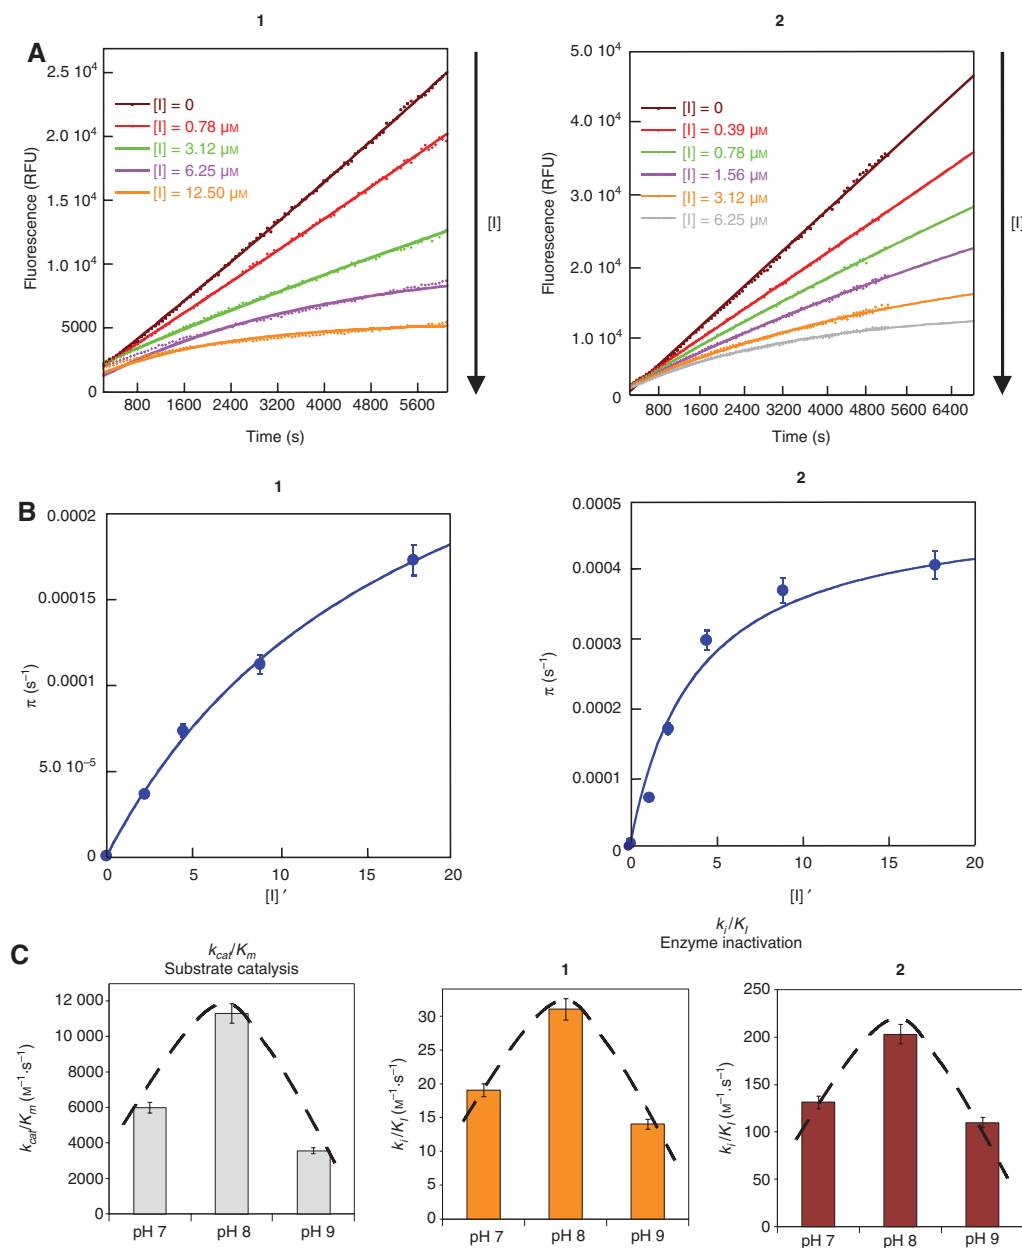 1
2
A
Fluorescence (RFU)
2.5 10⁴
2.0 10⁴
1.5 10⁴
1.0 10⁴
5000
0
[I] = 0
[I] = 0.78 µM
[I] = 3.12 µM
[I] = 6.25 µM
[I] = 12.50 µM
[I]
800 1600 2400 3200 4000 4800 5600
Time (s)
Fluorescence (RFU)
5.0 10⁴
4.0 10⁴
3.0 10⁴
2.0 10⁴
1.0 10⁴
0
[I] = 0
[I] = 0.39 µM
[I] = 0.78 µM
[I] = 1.56 µM
[I] = 3.12 µM
[I] = 6.25 µM
[I]
800 1600 2400 3200 4000 4800 5600 6400
Time (s)
B
1
π (s⁻¹)
0.0002
0.00015
0.0001
5.0 10⁻⁵
0
0 5 10 15 20
[I] ′
2
π (s⁻¹)
0.0005
0.0004
0.0003
0.0002
0.0001
0
0 5 10 15 20
[I] ′
C
kcat/Km
Substrate catalysis
kcat/Km (M⁻¹·s⁻¹)
12 000
10 000
8000
6000
4000
2000
0
pH 7 pH 8 pH 9
ki/KI
Enzyme inactivation
1
ki/KI (M⁻¹·s⁻¹)
30
25
20
15
10
5
0
pH 7 pH 8 pH 9
2
ki/KI (M⁻¹.s⁻¹)
250
200
150
100
50
0
pH 7 pH 8 pH 9